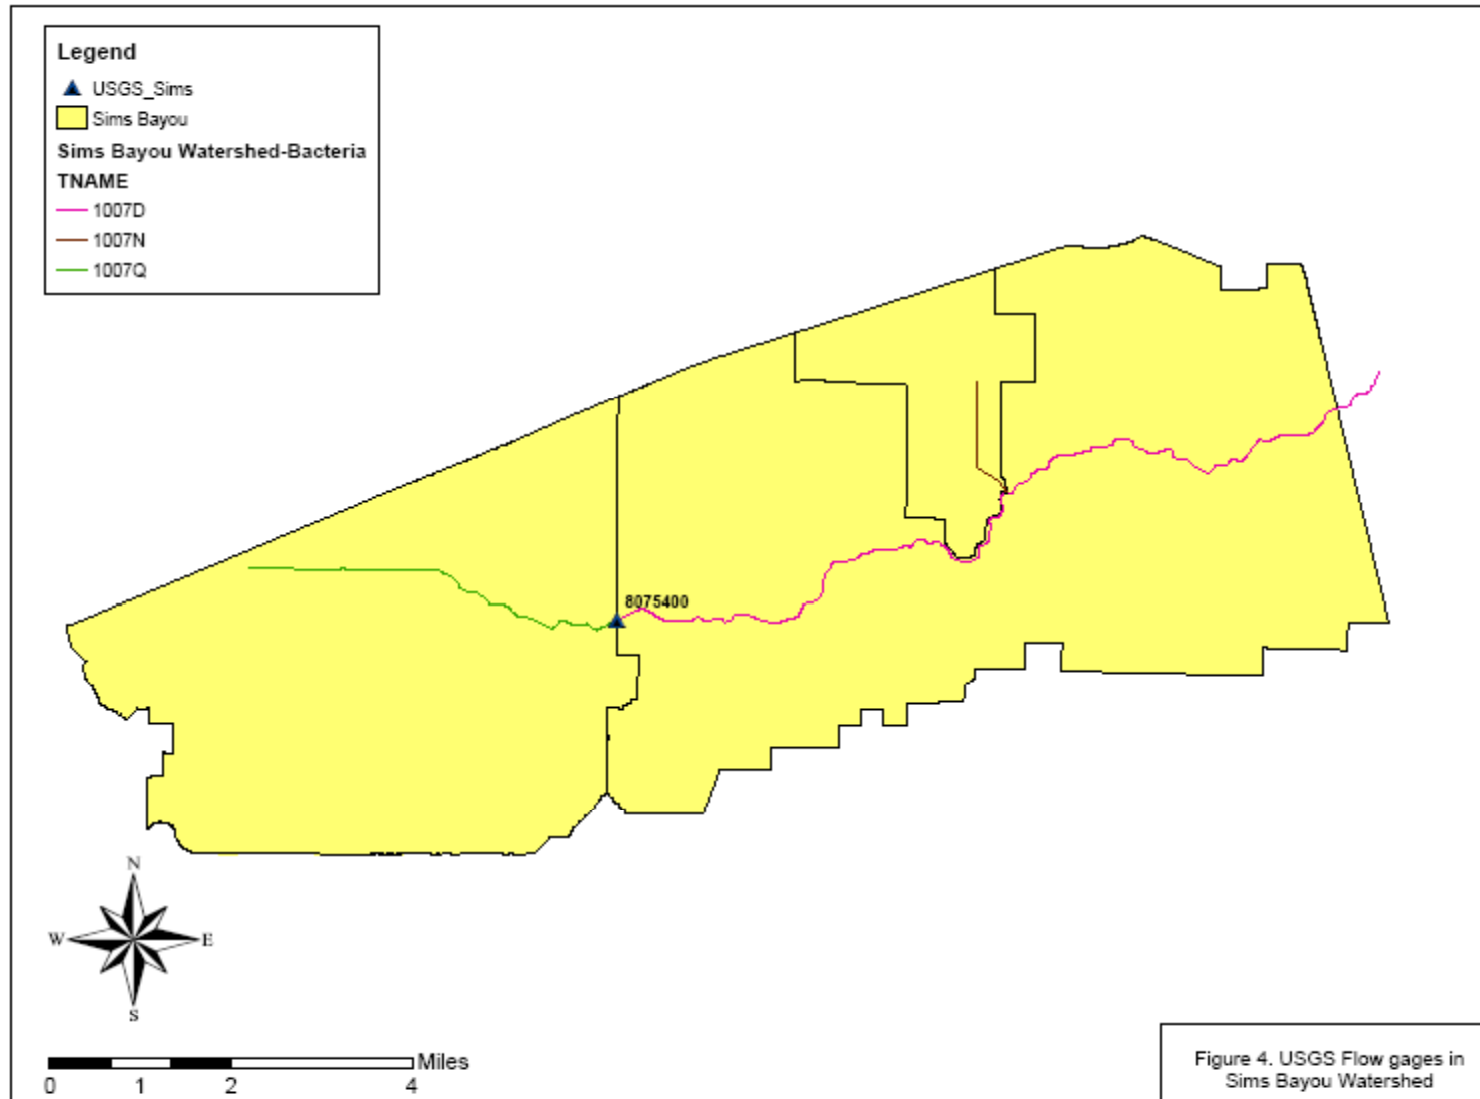 Legend
USGS_Sims
Sims Bayou
Sims Bayou Watershed-Bacteria
TNAME
1007D
1007N
1007Q
8075400
N
W E
S
Miles
0 1 2 4
Figure 4. USGS Flow gages in
Sims Bayou Watershed